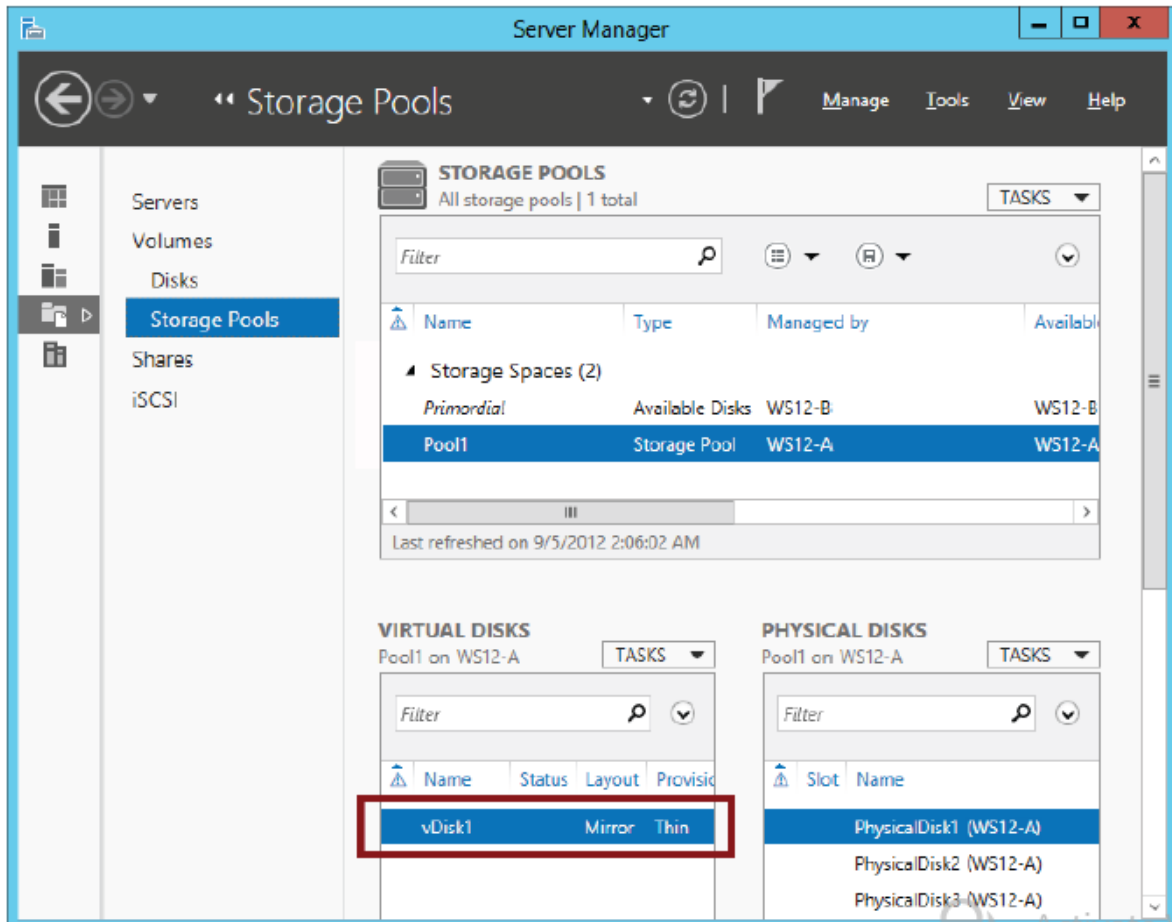 Server Manager
Storage Pools
Manage Tools View Help
Servers
Volumes
Disks
Storage Pools
Shares
iSCSI
STORAGE POOLS
All storage pools | 1 total
TASKS
Filter
Name Type Managed by Availabl
Storage Spaces (2)
Primordial Available Disks WS12-B WS12-B
Pool1 Storage Pool WS12-A WS12-A
Last refreshed on 9/5/2012 2:06:02 AM
VIRTUAL DISKS
Pool1 on WS12-A
TASKS
Filter
Name Status Layout Provisio
vDisk1 Mirror Thin
PHYSICAL DISKS
Pool1 on WS12-A
TASKS
Filter
Slot Name
PhysicalDisk1 (WS12-A)
PhysicalDisk2 (WS12-A)
PhysicalDisk3 (WS12-A)